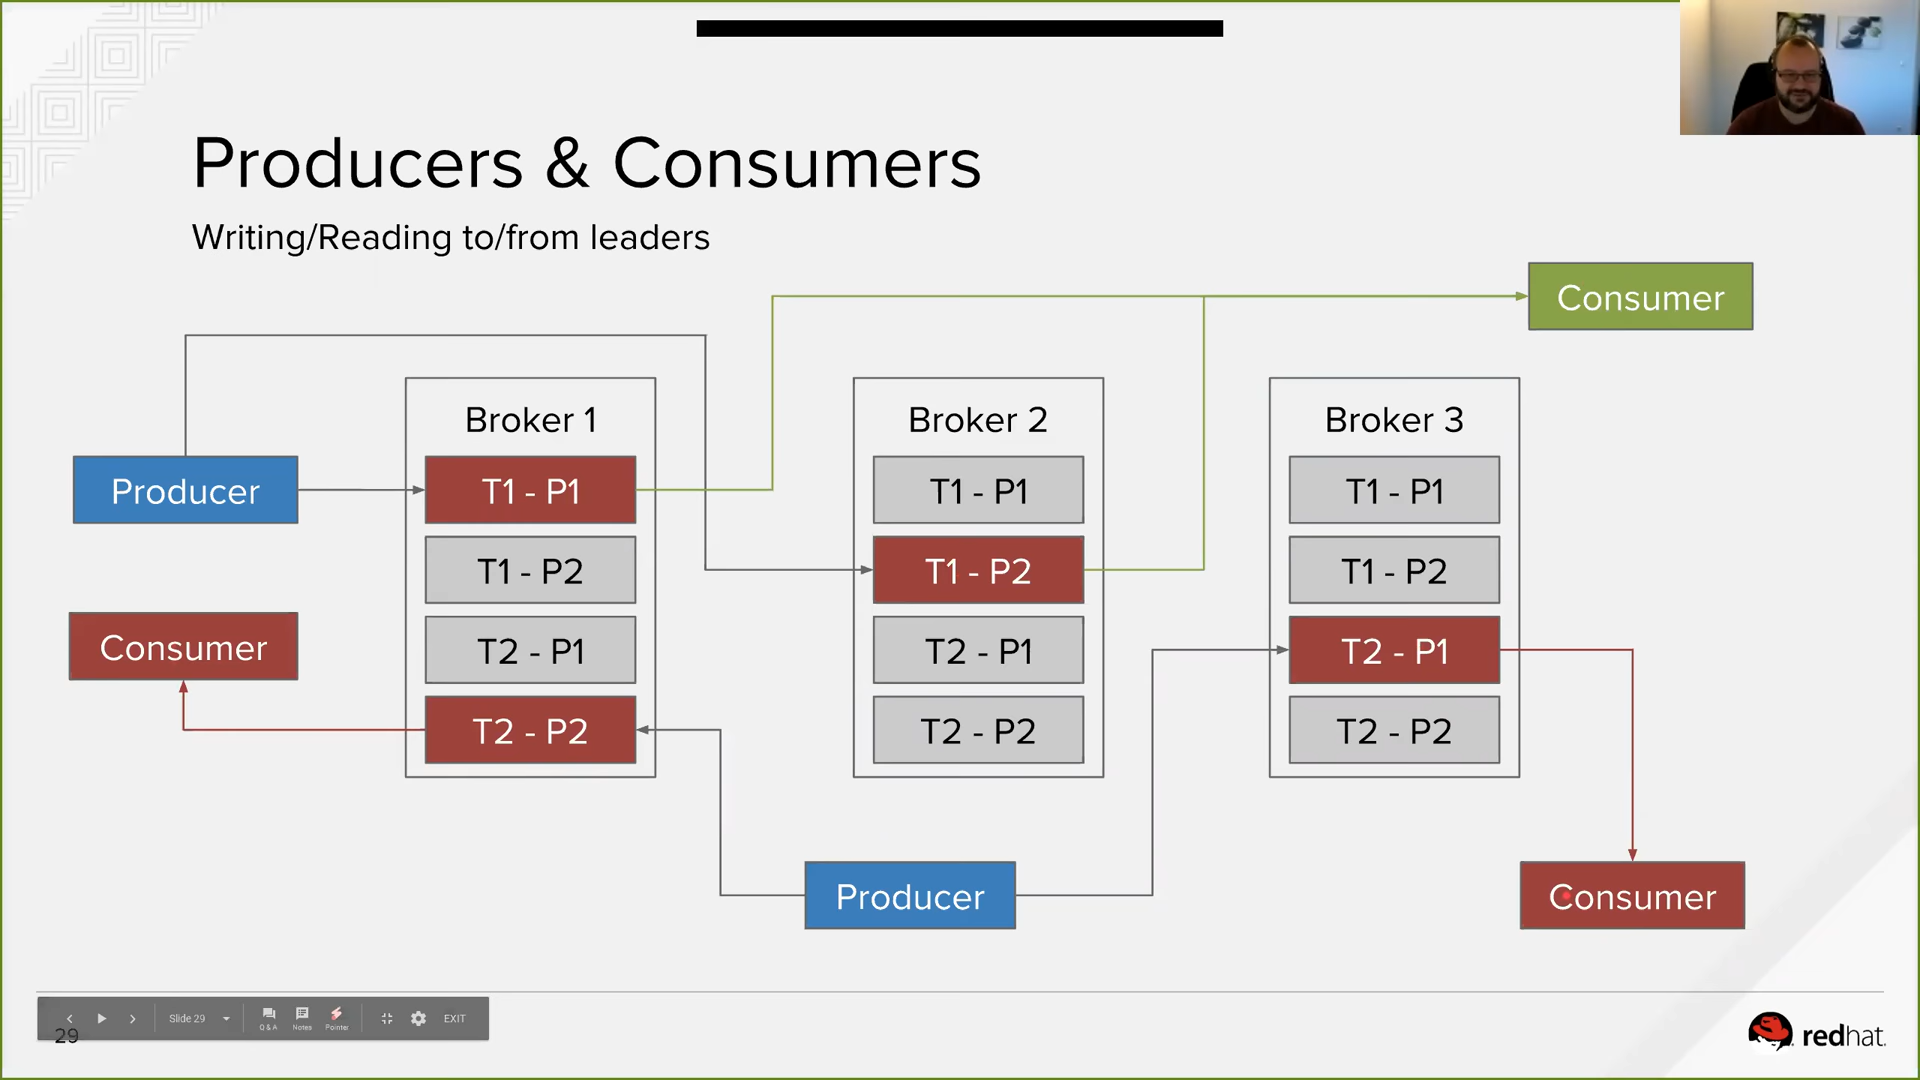 Producers & Consumers
Writing/Reading to/from leaders
Consumer
Broker 1
Broker 2
Broker 3
Producer
T1 - P1
T1 - P1
T1 - P1
T1 - P2
T1 - P2
T1 - P2
Consumer
T2 - P1
T2 - P1
T2 - P1
T2 - P2
T2 - P2
T2 - P2
Producer
Consumer
Slide 29
Q & A
Notes
Pointer
EXIT
29
redhat.